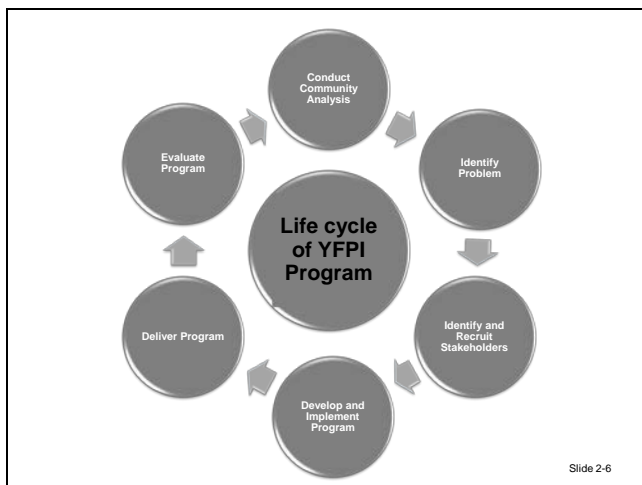 Conduct
Community
Analysis
Identify
Problem
Identify and
Recruit
Stakeholders
Develop and
Implement
Program
Deliver Program
Evaluate
Program
Life cycle
of YFPI
Program
Slide 2-6